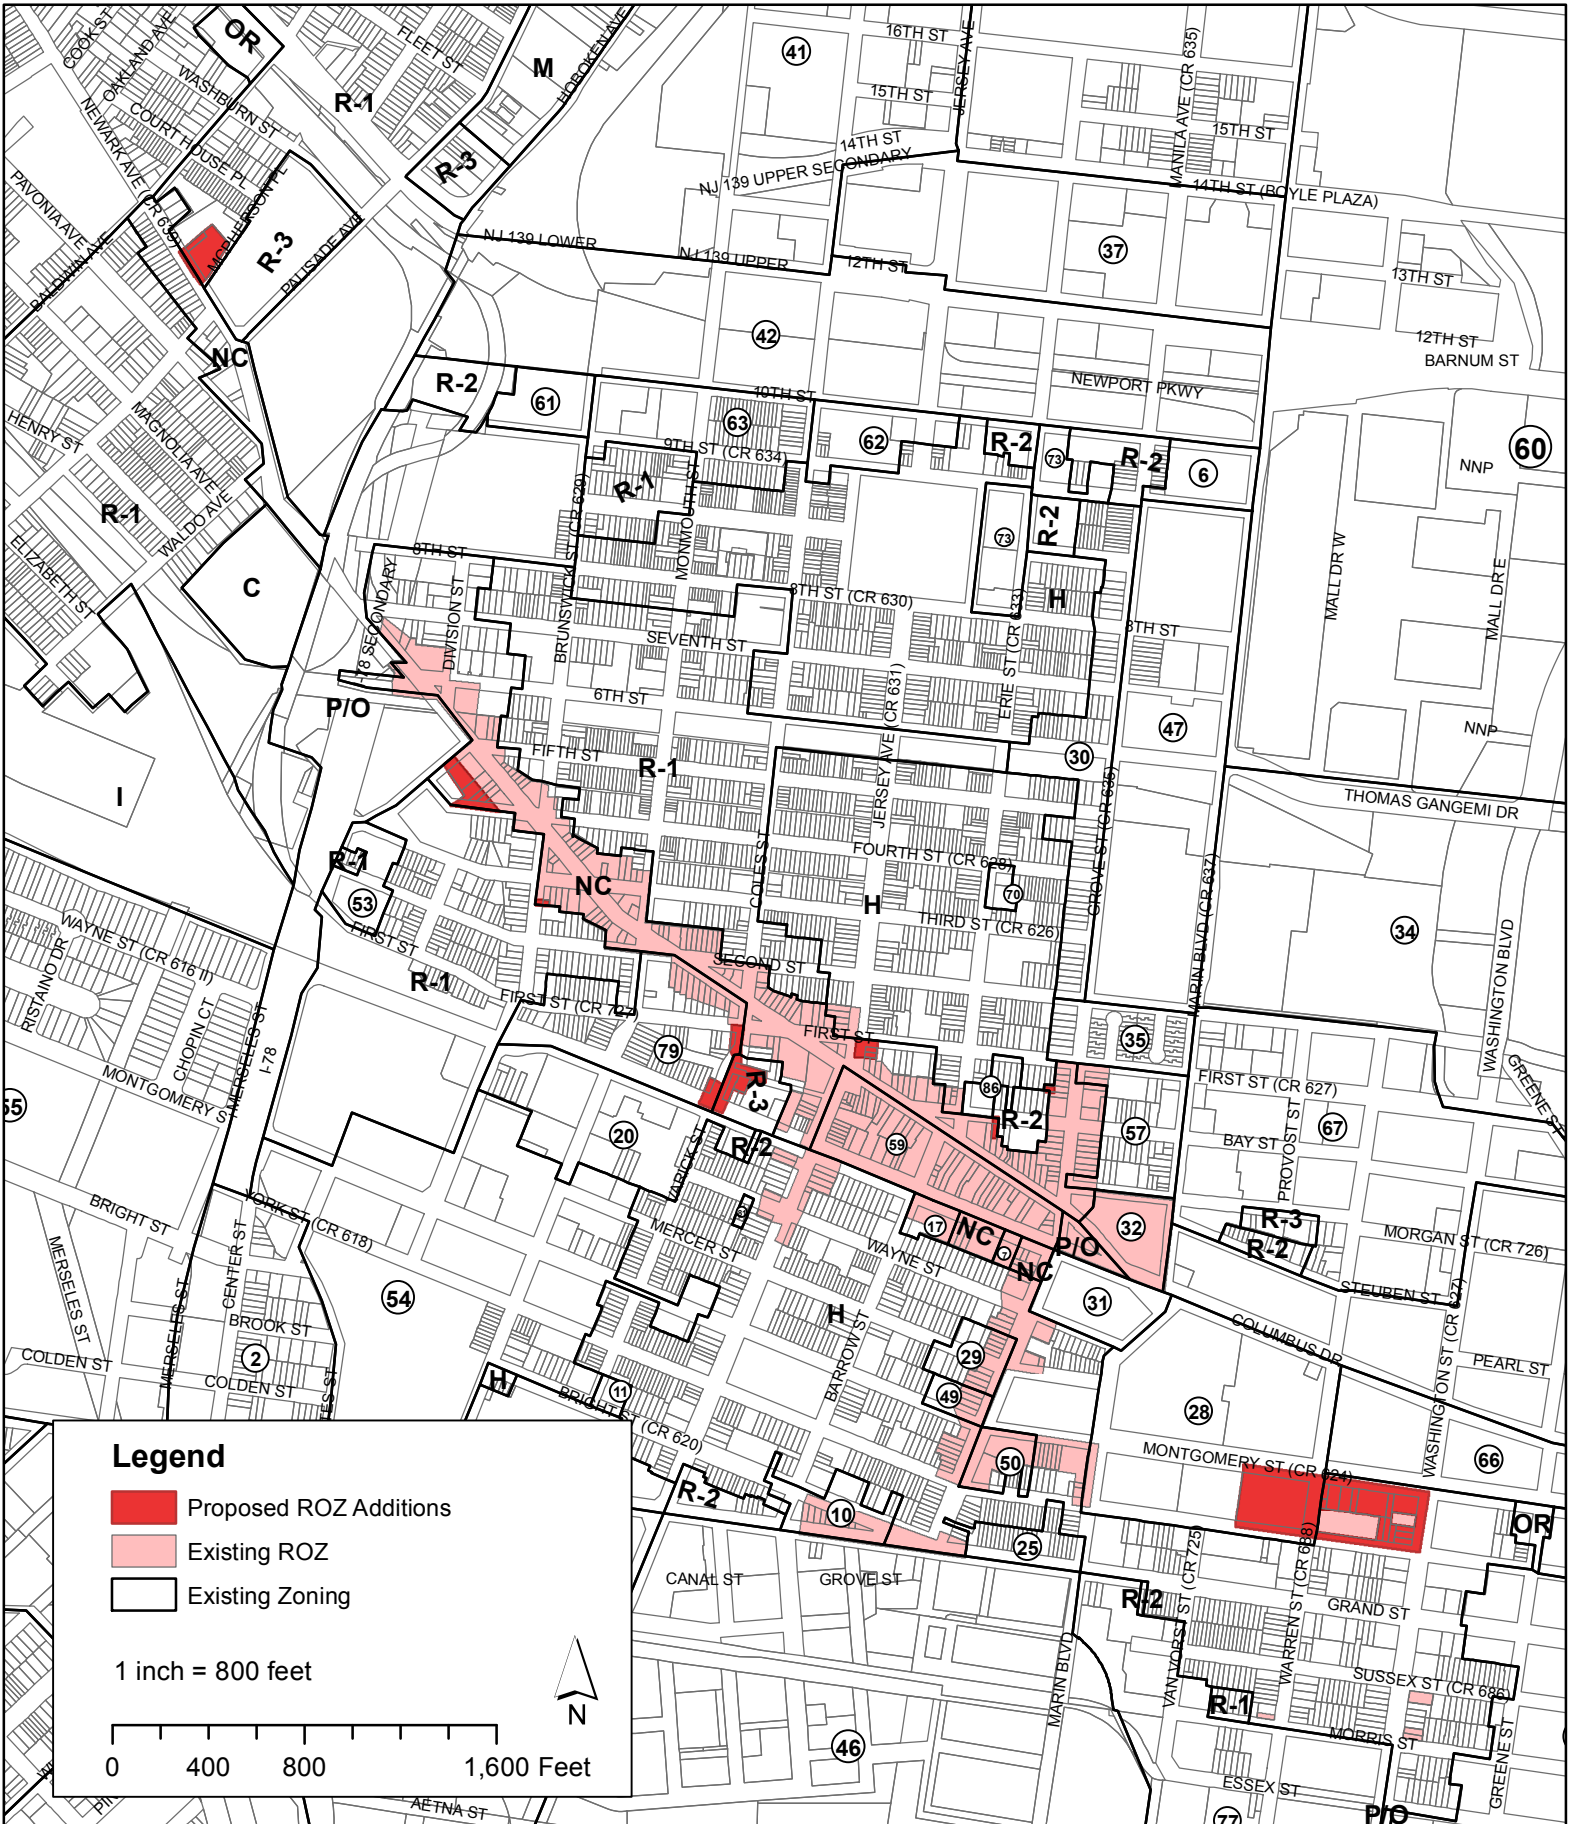 COOK ST
OAKLAND AVE
OR
FLEET ST
M
HOBOKEN AVE
41
16TH ST
JERSEY AVE
MANILA AVE (CR 635)
WASHBURN ST
R-1
15TH ST
15TH ST
NEWARK AVE (CR 639)
COURT HOUSE PL
14TH ST
NJ 139 UPPER SECONDARY
R-3
14TH ST (BOYLE PLAZA)
PAVONIA AVE
BALDWIN AVE
MCPHERSON PL
R-3
PALISADE AVE
NJ 139 LOWER
NJ 139 UPPER
12TH ST
37
13TH ST
42
12TH ST
BARNUM ST
NC
R-2
61
10TH ST
NEWPORT PKWY
HENRY ST
MAGNOLIA AVE
63
62
R-2
73
R-2
6
60
NNP
9TH ST (CR 634)
R-1
R-1
WALDO AVE
BRUNSWICK ST (CR 629)
MONMOUTH ST
73
R-2
ELIZABETH ST
C
8TH ST
MALL DR W
MALL DR E
78 SECONDARY
DIVISION ST
8TH ST (CR 630)
ERIE ST (CR 633)
H
8TH ST
SEVENTH ST
6TH ST
JERSEY AVE (CR 631)
P/O
47
NNP
FIFTH ST
R-1
30
I
GROVE ST (CR 635)
THOMAS GANGEMI DR
R-1
COLES ST
FOURTH ST (CR 628)
53
NC
H
70
MARIN BLVD (CR 637)
34
WAYNE ST (CR 616 II)
FIRST ST
THIRD ST (CR 626)
WASHINGTON BLVD
RISTAINO DR
SECOND ST
R-1
CHOPIN CT
MERSELES ST
I-78
FIRST ST (CR 727)
FIRST ST
79
35
GREENE ST
MONTGOMERY S
55
R-3
86
R-2
FIRST ST (CR 627)
20
59
57
67
BAY ST
PROVOST ST
VARICK ST
R-2
BRIGHT ST
YORK ST (CR 618)
MERSELES ST
CENTER ST
MERCER ST
17
NC
7
P/O
32
R-3
R-2
MORGAN ST (CR 726)
WAYNE ST
NC
STEUBEN ST
54
31
H
BROOK ST
COLUMBUS DR
WASHINGTON ST (CR 627)
MERSELES ST
COLDEN ST
2
COLDEN ST
29
PEARL ST
H
BARROW ST
11
49
BRIGHT ST (CR 620)
28
MONTGOMERY ST (CR 624)
50
66
R-2
10
OR
25
CANAL ST
GROVE ST
R-2
VAN VORST ST (CR 725)
WARREN ST (CR 688)
GRAND ST
MARIN BLVD
SUSSEX ST (CR 686)
R-1
MORRIS ST
46
GREENE ST
ESSEX ST
77
P/O
AETNA ST
Legend
Proposed ROZ Additions
Existing ROZ
Existing Zoning
1 inch = 800 feet
N
0 400 800 1,600 Feet